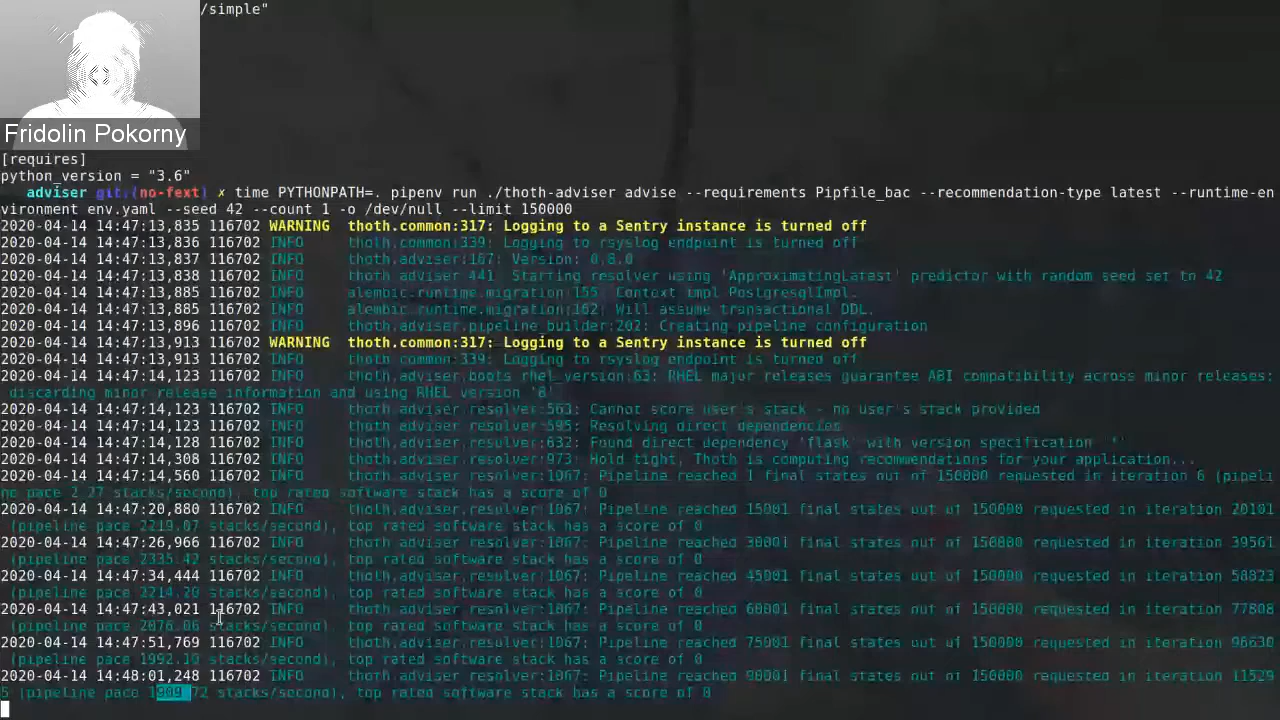 /simple"
Fridolin Pokorny
[requires]
python_version = "3.6"
adviser git:(no-fext) ✗ time PYTHONPATH=. pipenv run ./thoth-adviser advise --requirements Pipfile_bac --recommendation-type latest --runtime-en
vironment env.yaml --seed 42 --count 1 -o /dev/null --limit 150000
2020-04-14 14:47:13,835 116702 WARNING thoth.common:317: Logging to a Sentry instance is turned off
2020-04-14 14:47:13,836 116702 INFO thoth.common:339: Logging to rsyslog endpoint is turned off
2020-04-14 14:47:13,837 116702 INFO thoth.adviser:167: Version: 0.8.0
2020-04-14 14:47:13,838 116702 INFO thoth.adviser:441: Starting resolver using 'ApproximatingLatest' predictor with random seed set to 42
2020-04-14 14:47:13,885 116702 INFO alembic.runtime.migration:155: Context impl PostgresqlImpl.
2020-04-14 14:47:13,885 116702 INFO alembic.runtime.migration:162: Will assume transactional DDL.
2020-04-14 14:47:13,896 116702 INFO thoth.adviser.pipeline_builder:202: Creating pipeline configuration
2020-04-14 14:47:13,913 116702 WARNING thoth.common:317: Logging to a Sentry instance is turned off
2020-04-14 14:47:13,913 116702 INFO thoth.common:339: Logging to rsyslog endpoint is turned off
2020-04-14 14:47:14,123 116702 INFO thoth.adviser.boots.rhel_version:63: RHEL major releases guarantee ABI compatibility across minor releases;
discarding minor release information and using RHEL version '8'
2020-04-14 14:47:14,123 116702 INFO thoth.adviser.resolver:563: Cannot score user's stack - no user's stack provided
2020-04-14 14:47:14,123 116702 INFO thoth.adviser.resolver:595: Resolving direct dependencies
2020-04-14 14:47:14,128 116702 INFO thoth.adviser.resolver:632: Found direct dependency 'flask' with version specification '*'
2020-04-14 14:47:14,308 116702 INFO thoth.adviser.resolver:973: Hold tight, Thoth is computing recommendations for your application...
2020-04-14 14:47:14,560 116702 INFO thoth.adviser.resolver:1067: Pipeline reached 1 final states out of 150000 requested in iteration 6 (pipeli
ne pace 2.27 stacks/second), top rated software stack has a score of 0
2020-04-14 14:47:20,880 116702 INFO thoth.adviser.resolver:1067: Pipeline reached 15001 final states out of 150000 requested in iteration 20101
(pipeline pace 2219.07 stacks/second), top rated software stack has a score of 0
2020-04-14 14:47:26,966 116702 INFO thoth.adviser.resolver:1067: Pipeline reached 30001 final states out of 150000 requested in iteration 39561
(pipeline pace 2335.42 stacks/second), top rated software stack has a score of 0
2020-04-14 14:47:34,444 116702 INFO thoth.adviser.resolver:1067: Pipeline reached 45001 final states out of 150000 requested in iteration 58823
(pipeline pace 2214.20 stacks/second), top rated software stack has a score of 0
2020-04-14 14:47:43,021 116702 INFO thoth.adviser.resolver:1067: Pipeline reached 60001 final states out of 150000 requested in iteration 77808
(pipeline pace 2076.06 stacks/second), top rated software stack has a score of 0
2020-04-14 14:47:51,769 116702 INFO thoth.adviser.resolver:1067: Pipeline reached 75001 final states out of 150000 requested in iteration 96630
(pipeline pace 1992.10 stacks/second), top rated software stack has a score of 0
2020-04-14 14:48:01,248 116702 INFO thoth.adviser.resolver:1067: Pipeline reached 90001 final states out of 150000 requested in iteration 11529
5 (pipeline pace 1909.72 stacks/second), top rated software stack has a score of 0